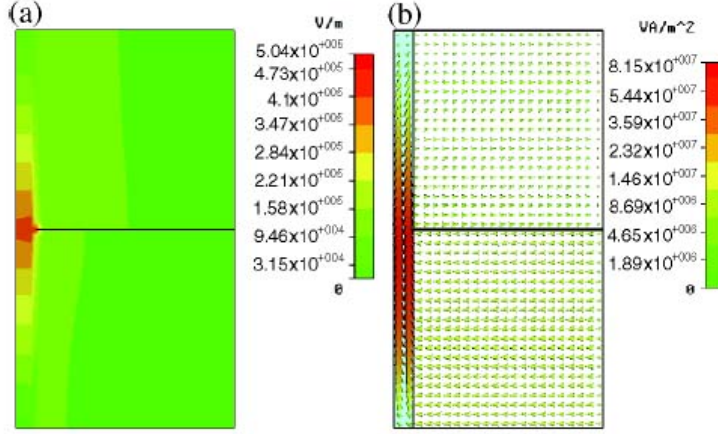 (a)
V/m
5.04x10+005
4.73x10+005
4.1x10+005
3.47x10+005
2.84x10+005
2.21x10+005
1.58x10+005
9.46x10+004
3.15x10+004
0
(b)
VA/m^2
8.15x10+007
5.44x10+007
3.59x10+007
2.32x10+007
1.46x10+007
8.69x10+006
4.65x10+006
1.89x10+006
0